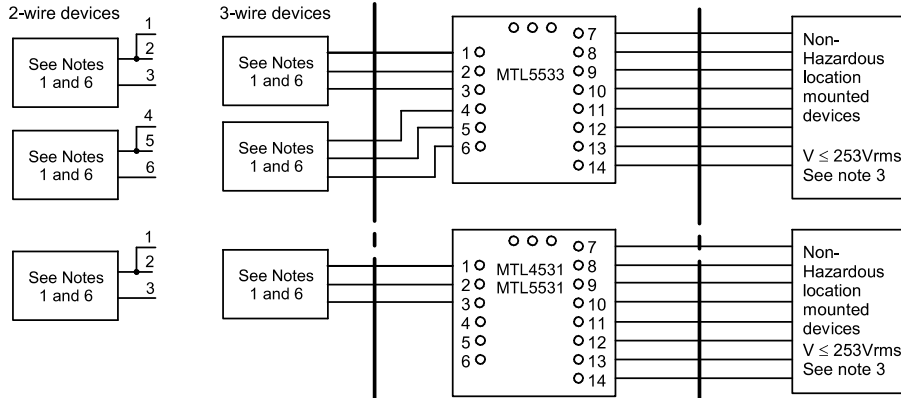 2-wire devices
3-wire devices
1
2
3
See Notes
1 and 6
4
5
6
See Notes
1 and 6
See Notes
1 and 6
See Notes
1 and 6
1
2
3
4
5
6
MTL5533
7
8
9
10
11
12
13
14
Non-
Hazardous
location
mounted
devices
V ≤ 253Vrms
See note 3
1
2
3
See Notes
1 and 6
See Notes
1 and 6
1
2
3
4
5
6
MTL4531
MTL5531
7
8
9
10
11
12
13
14
Non-
Hazardous
location
mounted
devices
V ≤ 253Vrms
See note 3